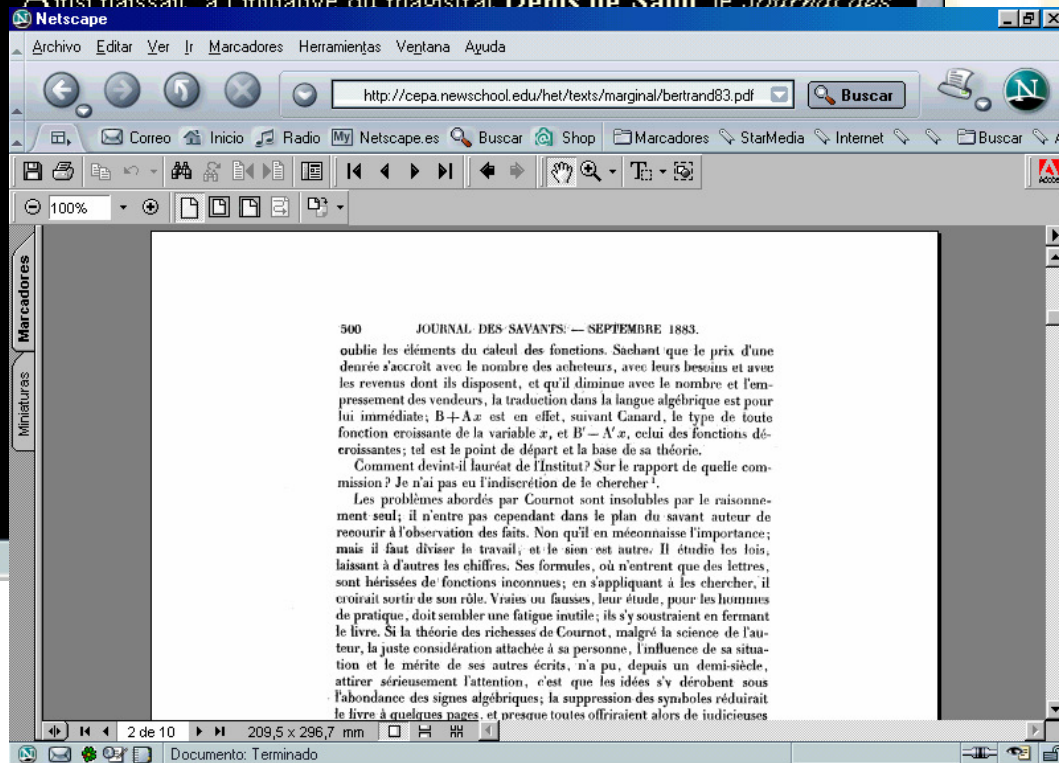 Ainsi naissait, à l'initiative du magistrat Denis de Sallo, le Journal des
Netscape
Archivo Editar Ver Ir Marcadores Herramientas Ventana Ayuda
http://cepa.newschool.edu/het/texts/marginal/bertrand83.pdf Buscar
Correo Inicio Radio My Netscape.es Buscar Shop Marcadores StarMedia Internet Buscar
Adobe
100%
Marcadores
Miniaturas
500 JOURNAL DES SAVANTS. — SEPTEMBRE 1883.
oublie les éléments du calcul des fonctions. Sachant que le prix d'une
denrée s'accroît avec le nombre des acheteurs, avec leurs besoins et avec
les revenus dont ils disposent, et qu'il diminue avec le nombre et l'em-
pressement des vendeurs, la traduction dans la langue algébrique est pour
lui immédiate; B+Ax est en effet, suivant Canard, le type de toute
fonction croissante de la variable x, et B'—A'x, celui des fonctions dé-
croissantes; tel est le point de départ et la base de sa théorie.
Comment devint-il lauréat de l'Institut? Sur le rapport de quelle com-
mission? Je n'ai pas eu l'indiscrétion de le chercher ¹.
Les problèmes abordés par Cournot sont insolubles par le raisonne-
ment seul; il n'entre pas cependant dans le plan du savant auteur de
recourir à l'observation des faits. Non qu'il en méconnaisse l'importance;
mais il faut diviser le travail, et le sien est autre. Il étudie les lois,
laissant à d'autres les chiffres. Ses formules, où n'entrent que des lettres,
sont hérissées de fonctions inconnues; en s'appliquant à les chercher, il
croirait sortir de son rôle. Vraies ou fausses, leur étude, pour les hommes
de pratique, doit sembler une fatigue inutile; ils s'y soustraient en fermant
le livre. Si la théorie des richesses de Cournot, malgré la science de l'au-
teur, la juste considération attachée à sa personne, l'influence de sa situa-
tion et le mérite de ses autres écrits, n'a pu, depuis un demi-siècle,
attirer sérieusement l'attention, c'est que les idées s'y dérobent sous
l'abondance des signes algébriques; la suppression des symboles réduirait
le livre à quelques pages, et presque toutes offriraient alors de judicieuses
2 de 10 209,5 x 296,7 mm
Documento: Terminado